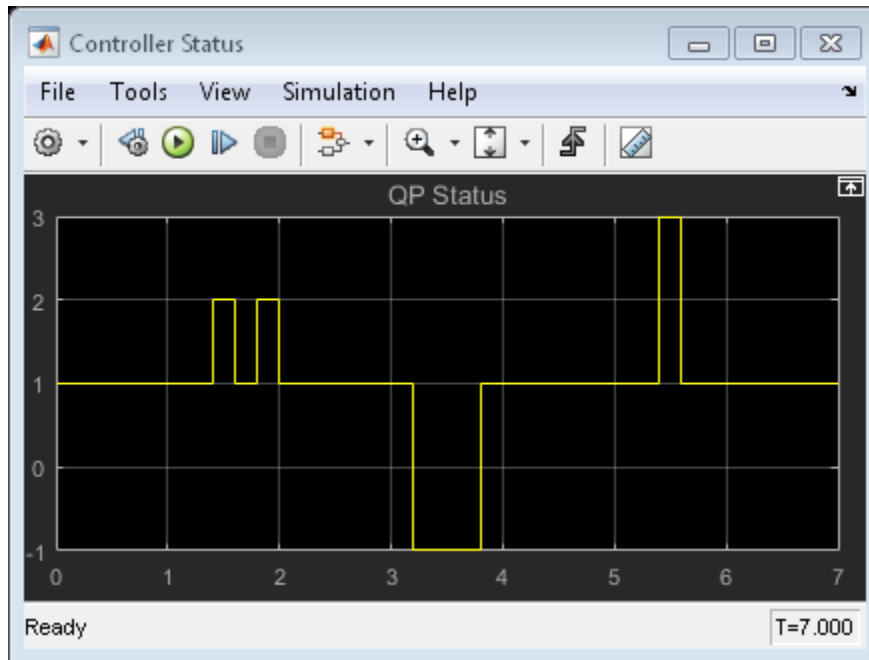 Controller Status
File Tools View Simulation Help
QP Status
3
2
1
0
-1
0 1 2 3 4 5 6 7
Ready T=7.000